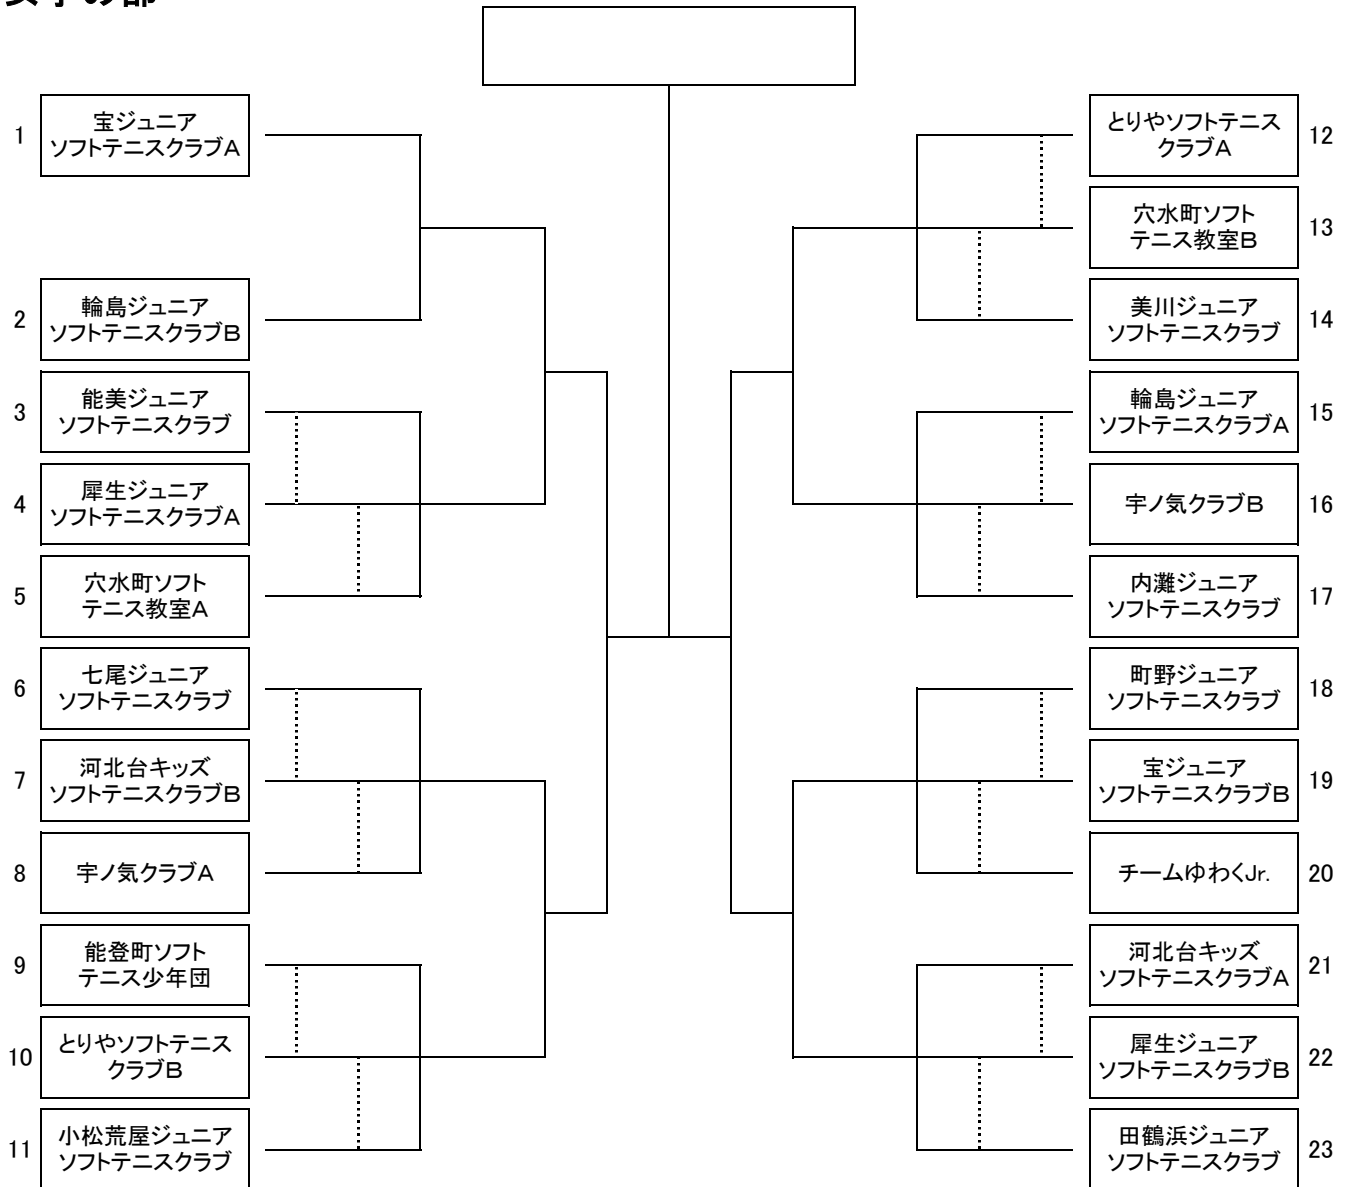 女子の部
1
宝ジュニア
ソフトテニスクラブA
2
輪島ジュニア
ソフトテニスクラブB
3
能美ジュニア
ソフトテニスクラブ
4
犀生ジュニア
ソフトテニスクラブA
5
穴水町ソフト
テニス教室A
6
七尾ジュニア
ソフトテニスクラブ
7
河北台キッズ
ソフトテニスクラブB
8
宇ノ気クラブA
9
能登町ソフト
テニス少年団
10
とりやソフトテニス
クラブB
11
小松荒屋ジュニア
ソフトテニスクラブ
とりやソフトテニス
クラブA
12
穴水町ソフト
テニス教室B
13
美川ジュニア
ソフトテニスクラブ
14
輪島ジュニア
ソフトテニスクラブA
15
宇ノ気クラブB
16
内灘ジュニア
ソフトテニスクラブ
17
町野ジュニア
ソフトテニスクラブ
18
宝ジュニア
ソフトテニスクラブB
19
チームゆわくJr.
20
河北台キッズ
ソフトテニスクラブA
21
犀生ジュニア
ソフトテニスクラブB
22
田鶴浜ジュニア
ソフトテニスクラブ
23